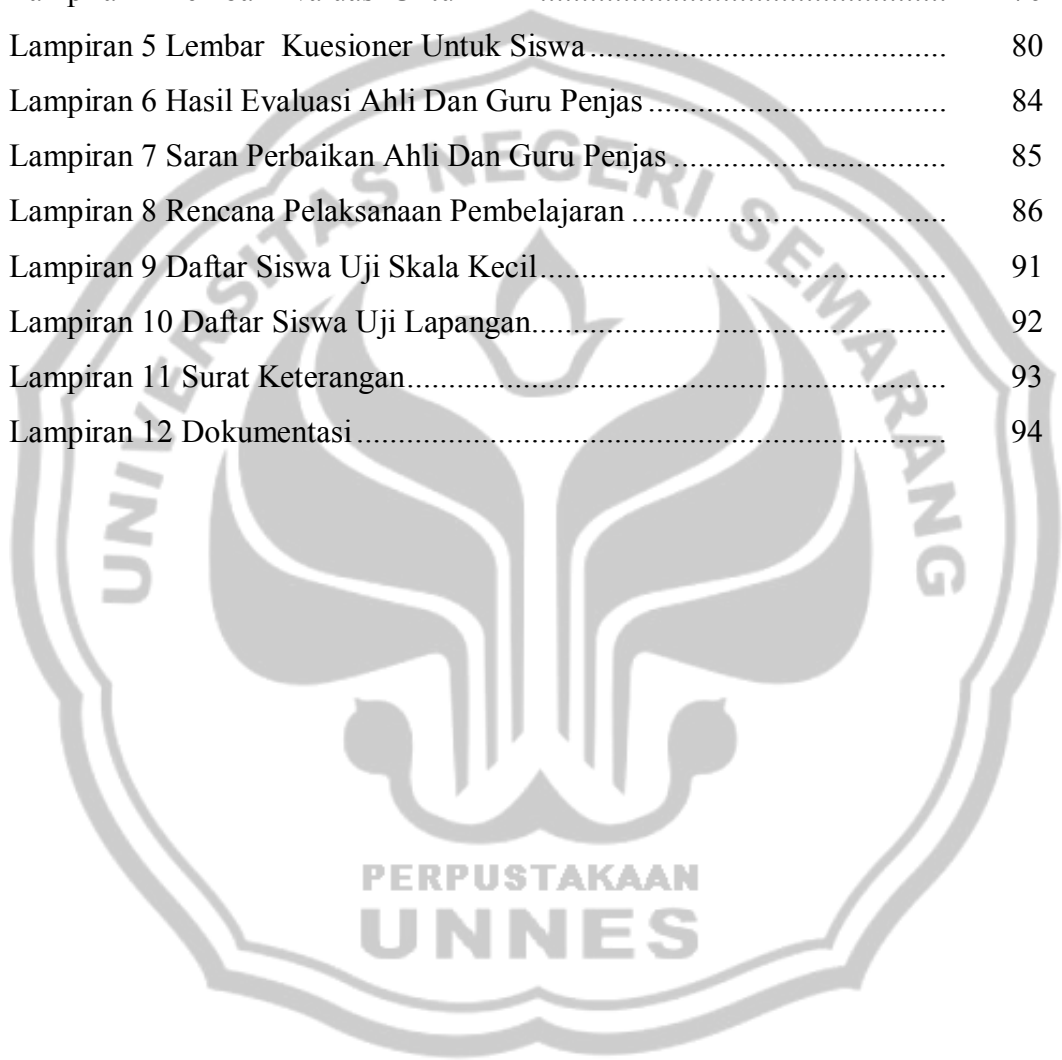 Lampiran 5 Lembar  Kuesioner Untuk Siswa ........................................... 80
Lampiran 6 Hasil Evaluasi Ahli Dan Guru Penjas .................................... 84
Lampiran 7 Saran Perbaikan Ahli Dan Guru Penjas ................................. 85
Lampiran 8 Rencana Pelaksanaan Pembelajaran ...................................... 86
Lampiran 9 Daftar Siswa Uji Skala Kecil ................................................. 91
Lampiran 10 Daftar Siswa Uji Lapangan .................................................. 92
Lampiran 11 Surat Keterangan ................................................................. 93
Lampiran 12 Dokumentasi ....................................................................... 94
UNIVERSITAS NEGERI SEMARANG
PERPUSTAKAAN
UNNES